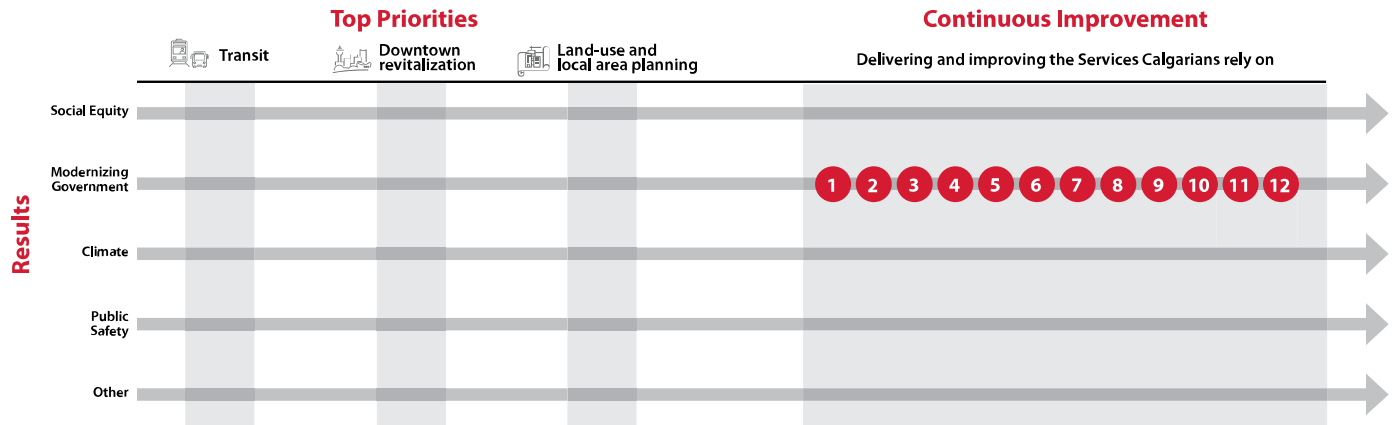 Top Priorities
Continuous Improvement
Transit
Downtown
revitalization
Land-use and
local area planning
Delivering and improving the Services Calgarians rely on
Results
Social Equity
Modernizing
Government
1 2 3 4 5 6 7 8 9 10 11 12
Climate
Public
Safety
Other